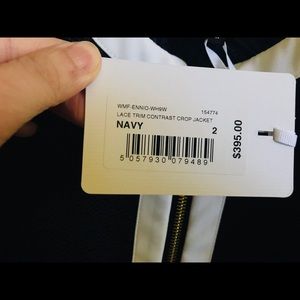 WMF-ENNIO-WH9W 154774
LACE TRIM CONTRAST CROP JACKET
NAVY 2
5 057930 079489
$395.00